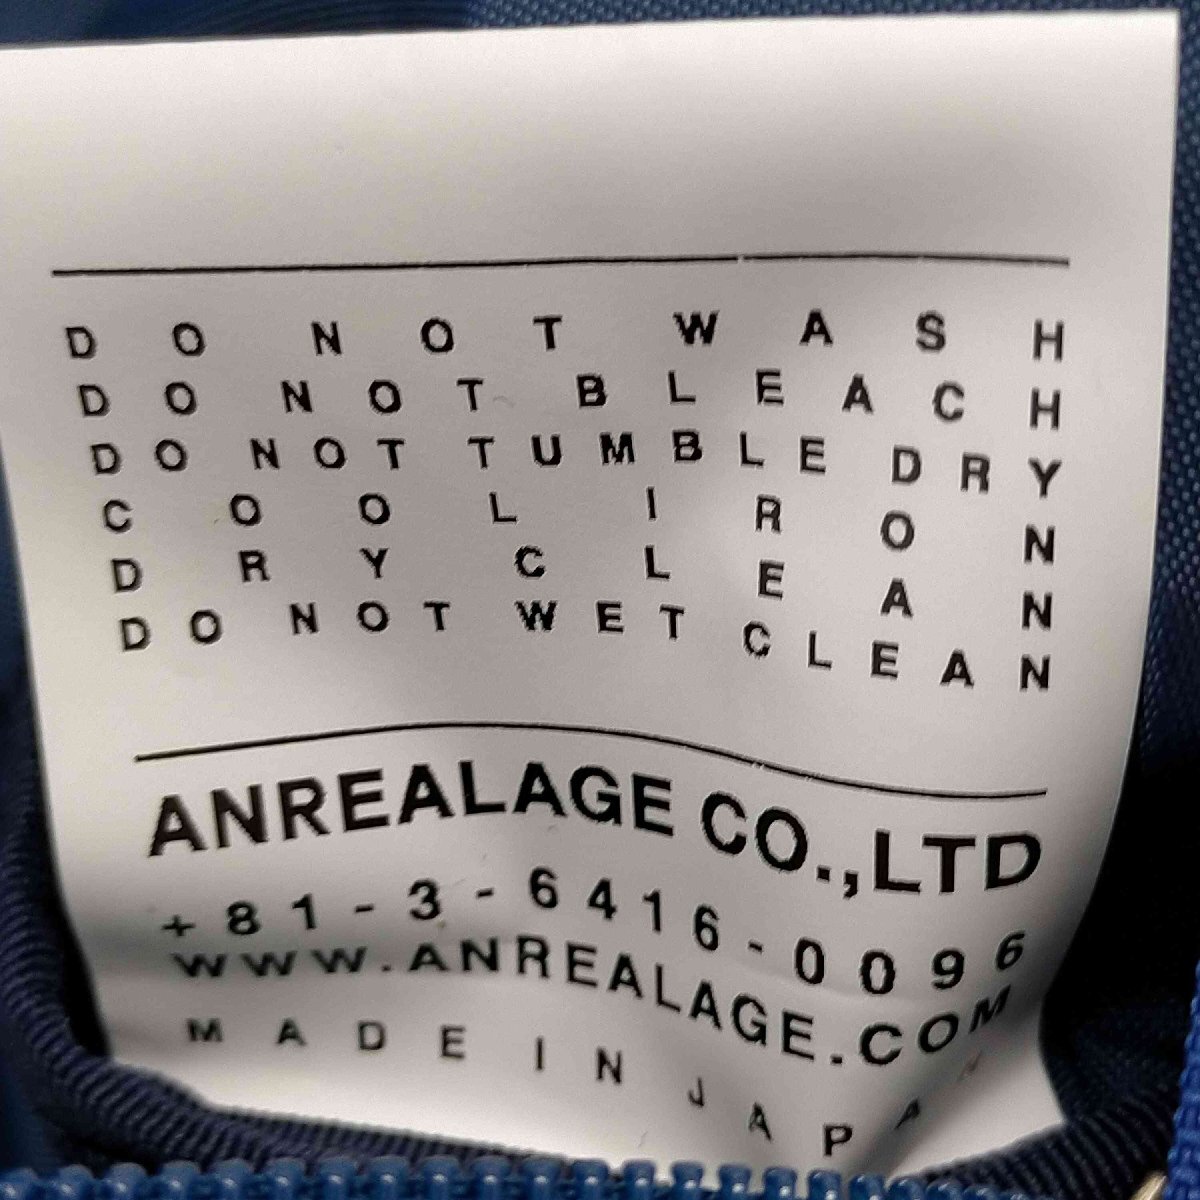 DO NOT WASH
DO NOT BLEACH
DO NOT TUMBLE DRY
COOL IRON
DRY CLEAN
DO NOT WET CLEAN
ANREALAGE CO.,LTD
+81-3-6416-0096
WWW.ANREALAGE.COM
MADE IN JAPAN